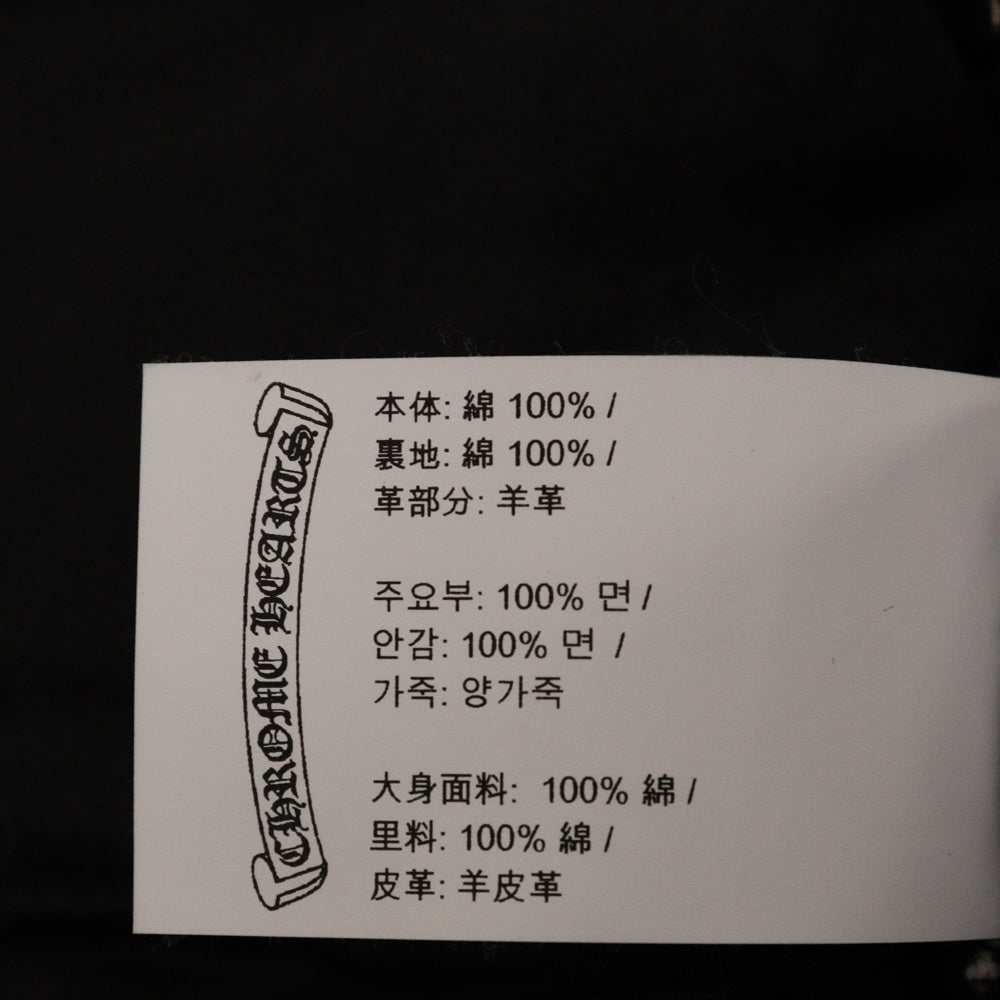 CHROME HEARTS
本体: 綿 100% /
裏地: 綿 100% /
革部分: 羊革
주요부: 100% 면 /
안감: 100% 면 /
가죽: 양가죽
大身面料: 100% 綿 /
里料: 100% 綿 /
皮革: 羊皮革